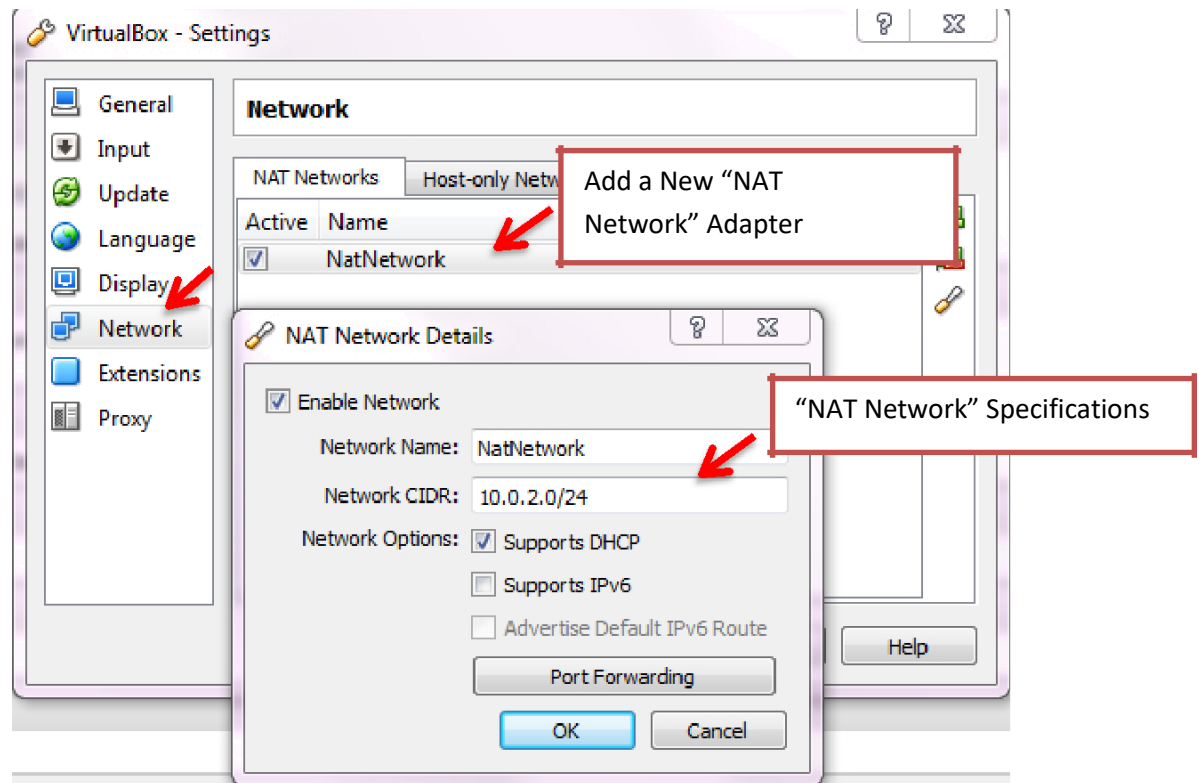 VirtualBox - Settings
General
Input
Update
Language
Display
Network
Extensions
Proxy
Network
NAT Networks
Host-only Netw
Active Name
NatNetwork
Add a New “NAT
Network” Adapter
NAT Network Details
Enable Network
Network Name: NatNetwork
Network CIDR: 10.0.2.0/24
Network Options: Supports DHCP
Supports IPv6
Advertise Default IPv6 Route
Port Forwarding
OK Cancel
“NAT Network” Specifications
Help